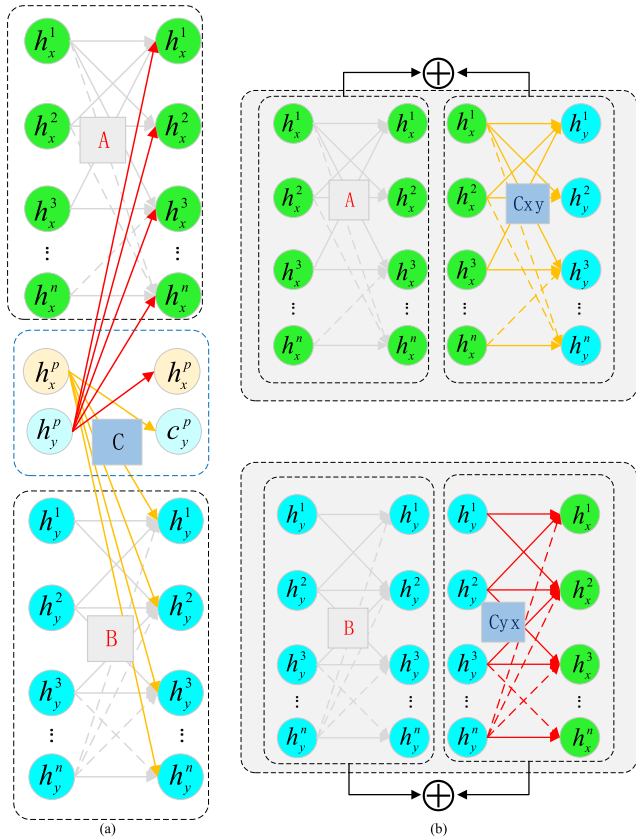 h_x^1 h_x^1
h_x^2 A h_x^2
h_x^3 h_x^3
⋮ ⋮
h_x^n h_x^n
h_x^p h_x^p
h_y^p C c_y^p
h_y^1 h_y^1
h_y^2 h_y^2
B
h_y^3 h_y^3
⋮ ⋮
h_y^n h_y^n
(a)
⊕
h_x^1 h_x^1 h_x^1 h_y^1
h_x^2 A h_x^2 h_x^2 Cxy h_y^2
h_x^3 h_x^3 h_x^3 h_y^3
⋮ ⋮ ⋮ ⋮
h_x^n h_x^n h_x^n h_y^n
h_y^1 h_y^1 h_y^1 h_x^1
h_y^2 h_y^2 h_y^2 h_x^2
B Cyx
h_y^3 h_y^3 h_y^3 h_x^3
⋮ ⋮ ⋮ ⋮
h_y^n h_y^n h_y^n h_x^n
⊕
(b)